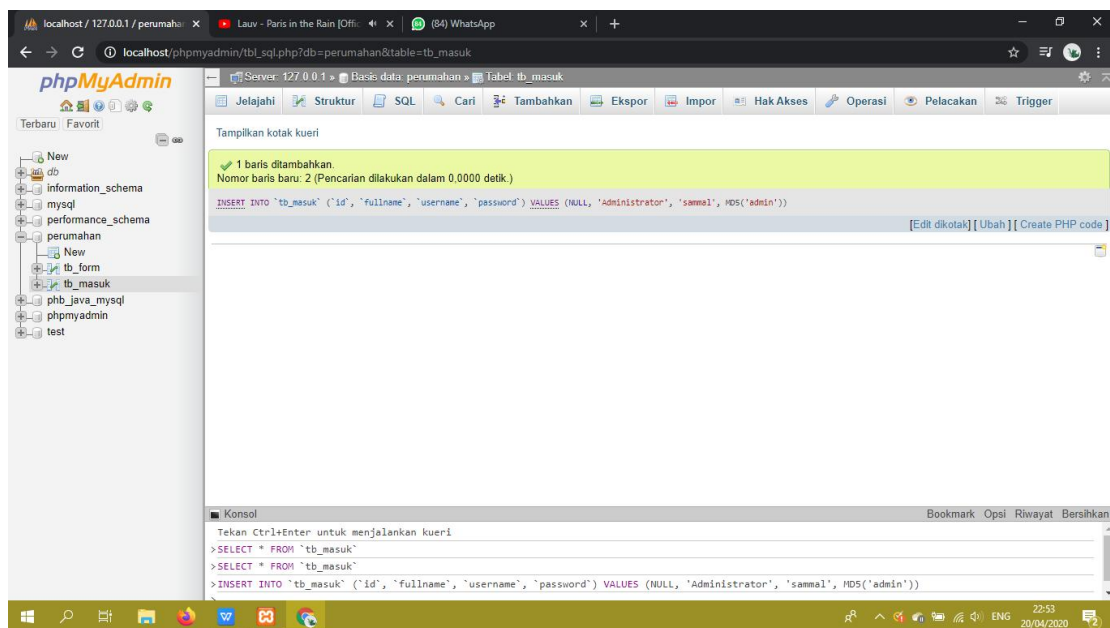 localhost / 127.0.0.1 / perumaha
Lauv - Paris in the Rain [Offic
(84) WhatsApp
localhost/phpmyadmin/tbl_sql.php?db=perumahan&table=tb_masuk
phpMyAdmin
Terbaru Favorit
New
db
information_schema
mysql
performance_schema
perumahan
New
tb_form
tb_masuk
phb_java_mysql
phpmyadmin
test
Server: 127.0.0.1 » Basis data: perumahan » Tabel: tb_masuk
Jelajahi Struktur SQL Cari Tambahkan Ekspor Impor Hak Akses Operasi Pelacakan Trigger
Tampilkan kotak kueri
1 baris ditambahkan.
Nomor baris baru: 2 (Pencarian dilakukan dalam 0,0000 detik.)
INSERT INTO `tb_masuk` (`id`, `fullname`, `username`, `password`) VALUES (NULL, 'Administrator', 'sammal', MD5('admin'))
[Edit dikotak] [ Ubah ] [ Create PHP code ]
Konsol
Bookmark Opsi Riwayat Bersihkan
Tekan Ctrl+Enter untuk menjalankan kueri
>SELECT * FROM `tb_masuk`
>SELECT * FROM `tb_masuk`
>INSERT INTO `tb_masuk` (`id`, `fullname`, `username`, `password`) VALUES (NULL, 'Administrator', 'sammal', MD5('admin'))
>
ENG
22:53
20/04/2020
2